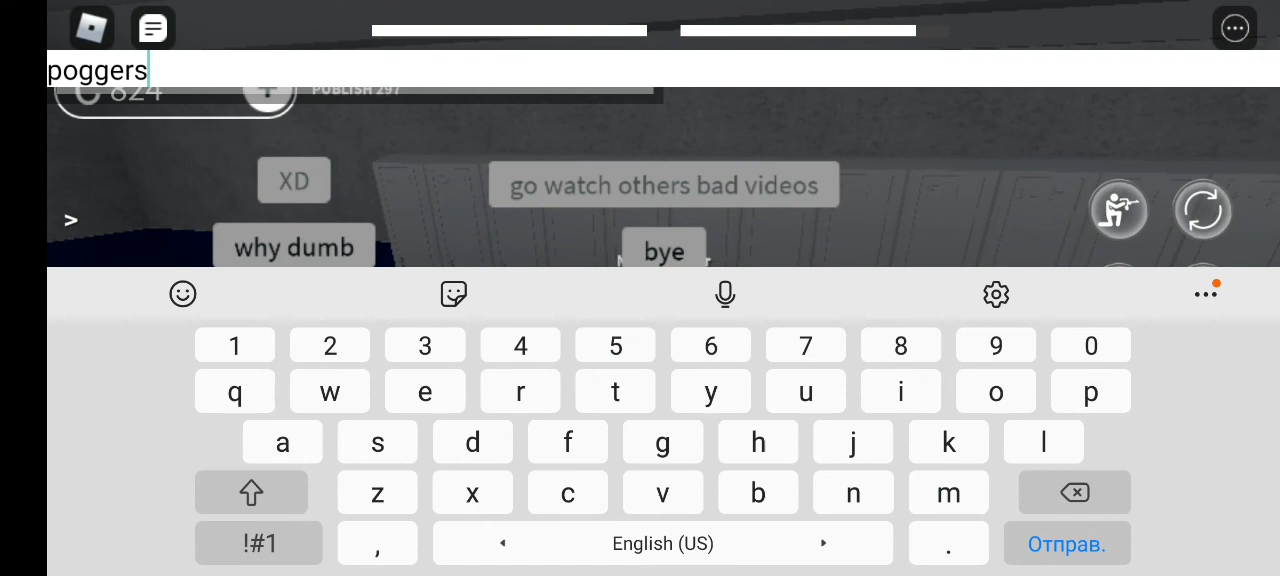 poggers
824
PUBLISH 297
XD
go watch others bad videos
>
why dumb
bye
1 2 3 4 5 6 7 8 9 0
q w e r t y u i o p
a s d f g h j k l
z x c v b n m
!#1 , English (US) . Отправ.